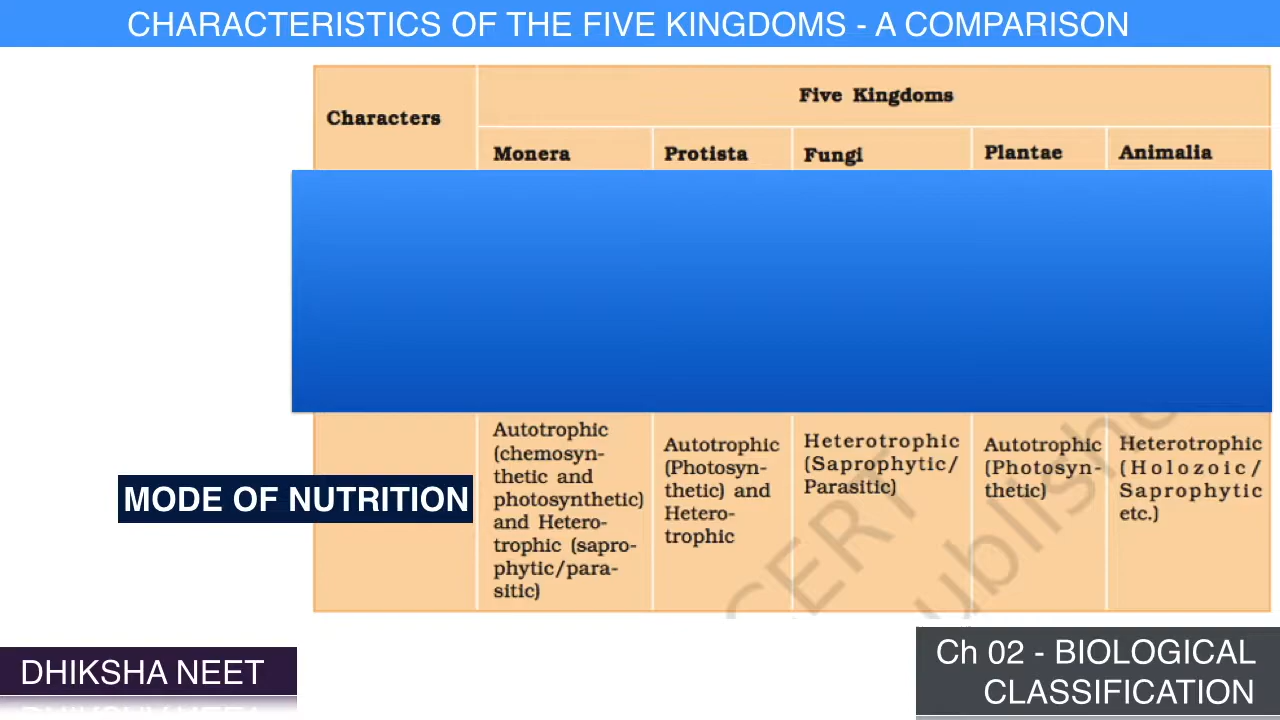 CHARACTERISTICS OF THE FIVE KINGDOMS - A COMPARISON
Characters
Five Kingdoms
Monera
Protista
Fungi
Plantae
Animalia
MODE OF NUTRITION
Autotrophic
(chemosyn-
thetic and
photosynthetic)
and Hetero-
trophic (sapro-
phytic/para-
sitic)
Autotrophic
(Photosyn-
thetic) and
Hetero-
trophic
Heterotrophic
(Saprophytic/
Parasitic)
Autotrophic
(Photosyn-
thetic)
Heterotrophic
(Holozoic/
Saprophytic
etc.)
DHIKSHA NEET
Ch 02 - BIOLOGICAL
CLASSIFICATION